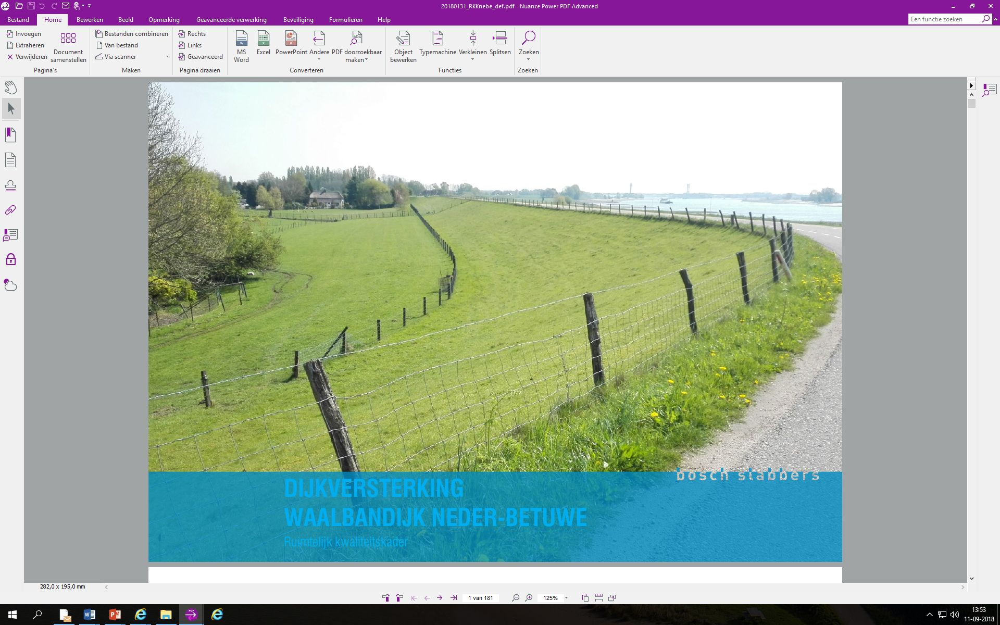 20180131_RKKnebe_def.pdf - Nuance Power PDF Advanced
Bestand Home Bewerken Beeld Opmerking Geavanceerde verwerking Beveiliging Formulieren Help
Een functie zoeken
Invoegen
Extraheren
Verwijderen
Document
samenstellen
Pagina's
Bestanden combineren
Van bestand
Via scanner
Maken
Rechts
Links
Geavanceerd
Pagina draaien
MS
Word
Excel
PowerPoint
Andere
PDF doorzoekbaar
maken
Converteren
Object
bewerken
Typemachine
Verkleinen
Splitsen
Functies
Zoeken
Zoeken
bosch slabbers
DIJKVERSTERKING
WAALBANDIJK NEDER-BETUWE
Ruimtelijk kwaliteitskader
282,0 x 195,0 mm
1 van 181
125%
13:53
11-09-2018